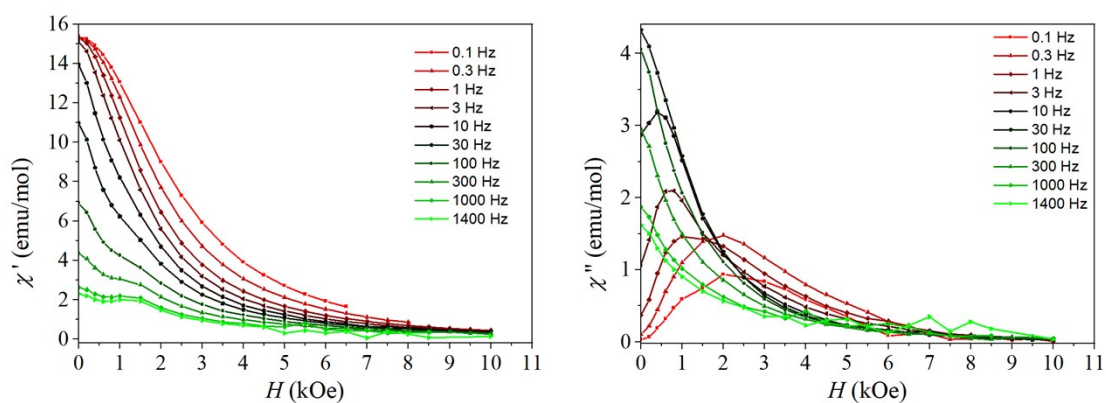 16
14
12
10
8
6
4
2
0
χ' (emu/mol)
0 1 2 3 4 5 6 7 8 9 10 11
H (kOe)
0.1 Hz
0.3 Hz
1 Hz
3 Hz
10 Hz
30 Hz
100 Hz
300 Hz
1000 Hz
1400 Hz
4
3
2
1
0
χ'' (emu/mol)
0 1 2 3 4 5 6 7 8 9 10 11
H (kOe)
0.1 Hz
0.3 Hz
1 Hz
3 Hz
10 Hz
30 Hz
100 Hz
300 Hz
1000 Hz
1400 Hz